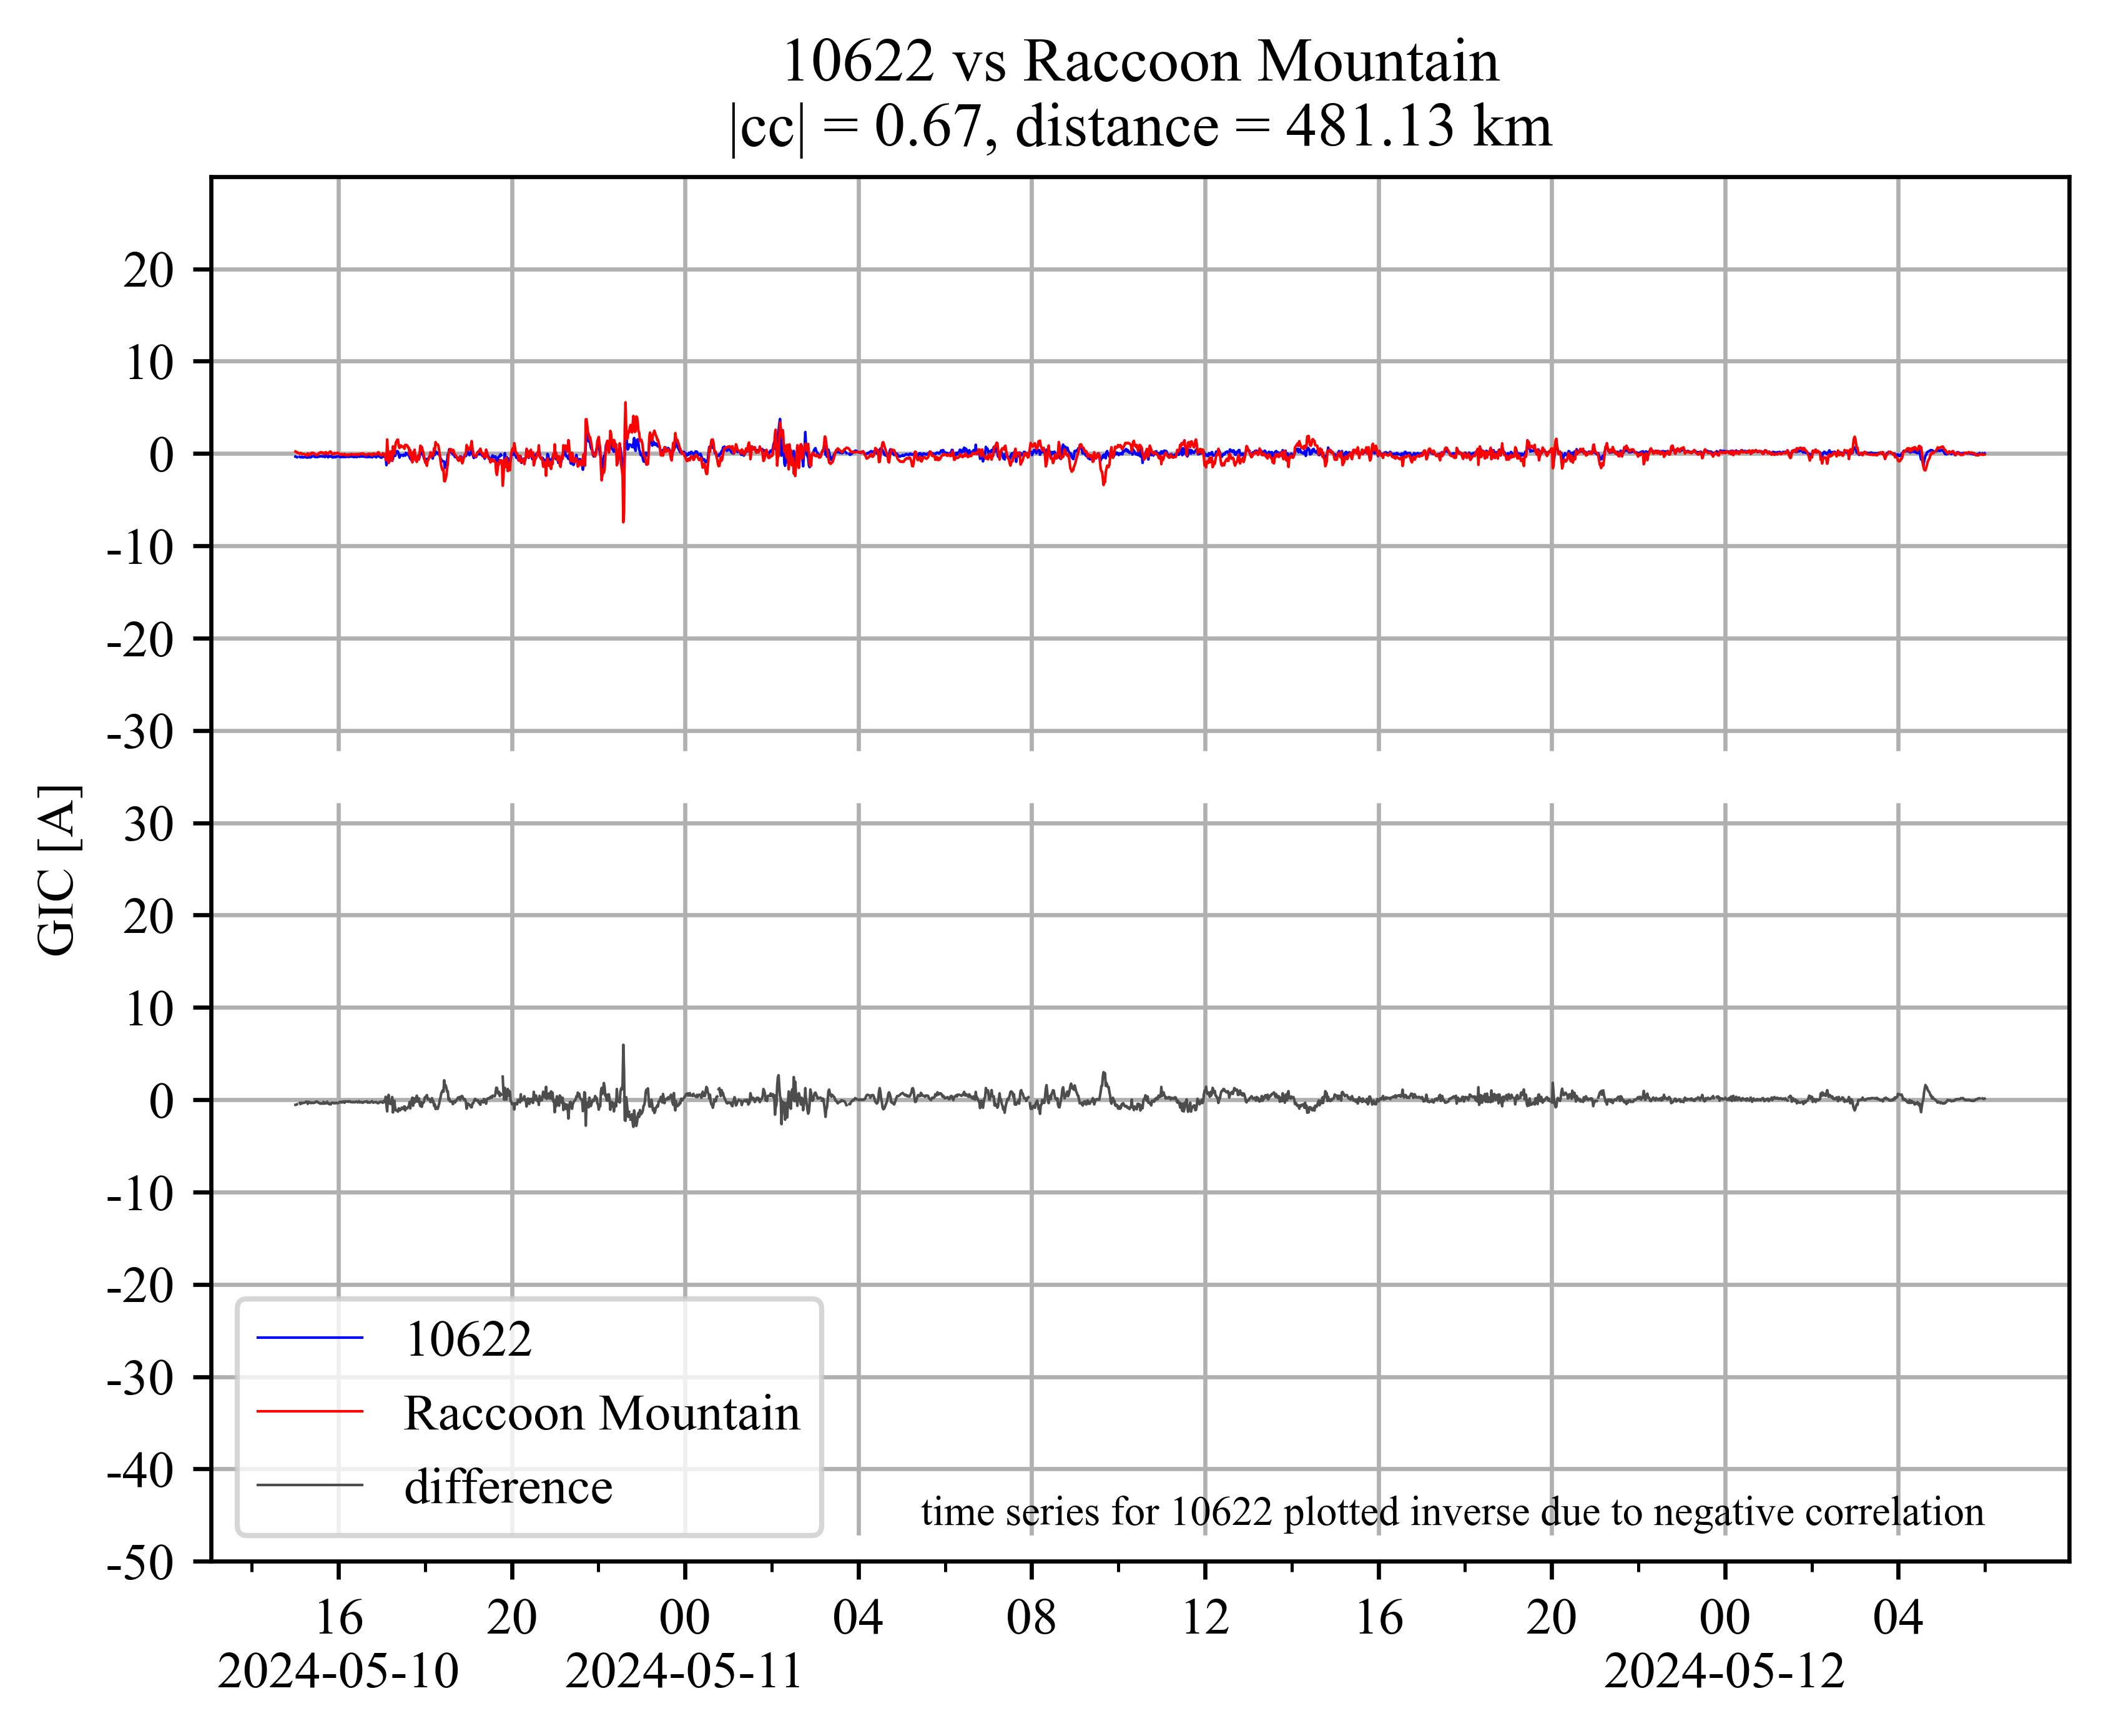 10622 vs Raccoon Mountain
|cc| = 0.67, distance = 481.13 km
GIC [A]
20
10
0
-10
-20
-30
30
20
10
0
-10
-20
-30
-40
-50
10622
Raccoon Mountain
difference
time series for 10622 plotted inverse due to negative correlation
16 20 00 04 08 12 16 20 00 04
2024-05-10 2024-05-11 2024-05-12